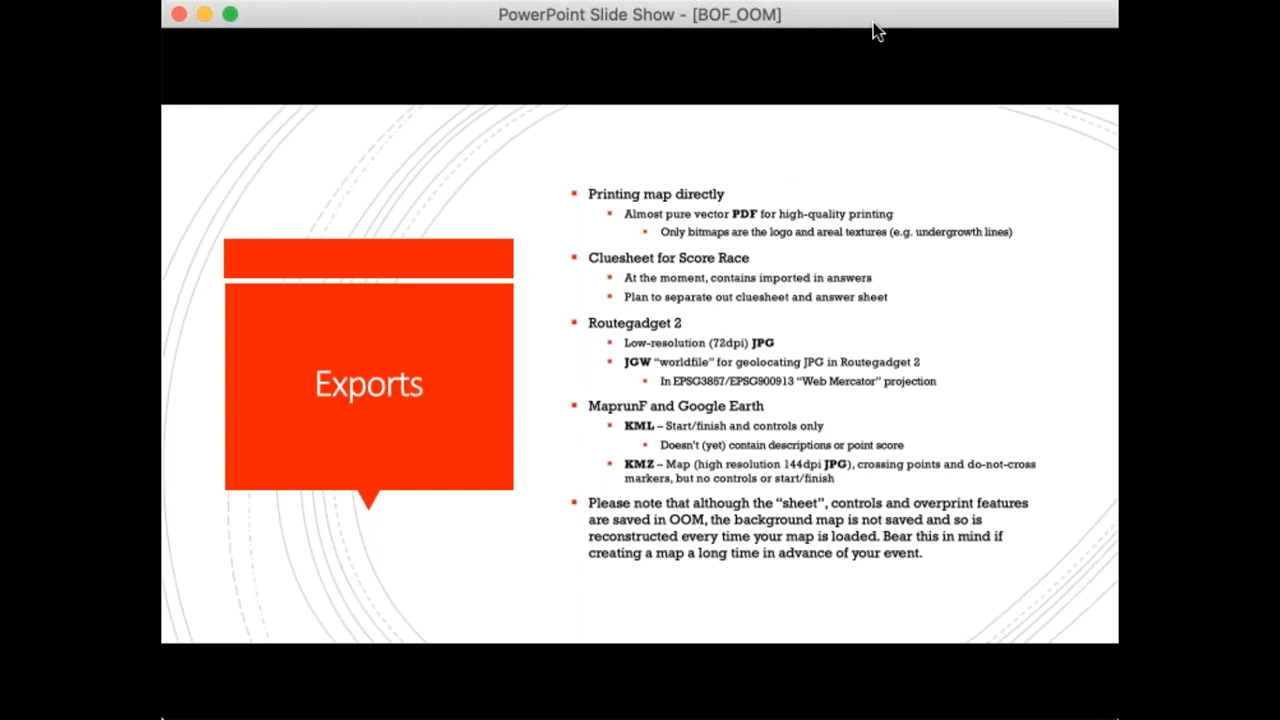 PowerPoint Slide Show - [BOF_OOM]
Exports
Printing map directly
Almost pure vector PDF for high-quality printing
Only bitmaps are the logo and areal textures (e.g. undergrowth lines)
Cluesheet for Score Race
At the moment, contains imported in answers
Plan to separate out cluesheet and answer sheet
Routegadget 2
Low-resolution (72dpi) JPG
JGW “worldfile” for geolocating JPG in Routegadget 2
In EPSG3857/EPSG900913 “Web Mercator” projection
MaprunF and Google Earth
KML – Start/finish and controls only
Doesn’t (yet) contain descriptions or point score
KMZ – Map (high resolution 144dpi JPG), crossing points and do-not-cross
markers, but no controls or start/finish
Please note that although the “sheet”, controls and overprint features
are saved in OOM, the background map is not saved and so is
reconstructed every time your map is loaded. Bear this in mind if
creating a map a long time in advance of your event.